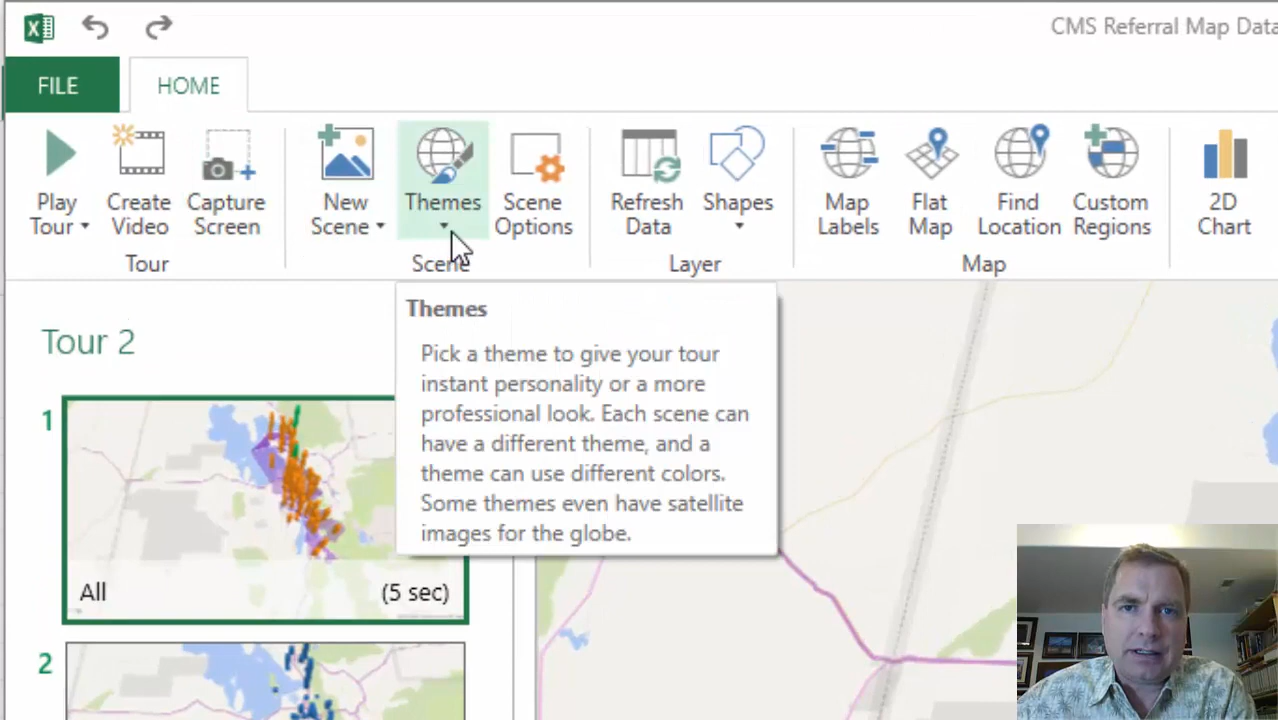 CMS Referral Map Data
FILE
HOME
Play
Tour
Create
Video
Capture
Screen
New
Scene
Themes
Scene
Options
Refresh
Data
Shapes
Map
Labels
Flat
Map
Find
Location
Custom
Regions
2D
Chart
Tour
Scene
Layer
Map
Themes
Pick a theme to give your tour
instant personality or a more
professional look. Each scene can
have a different theme, and a
theme can use different colors.
Some themes even have satellite
images for the globe.
Tour 2
1
All
(5 sec)
2